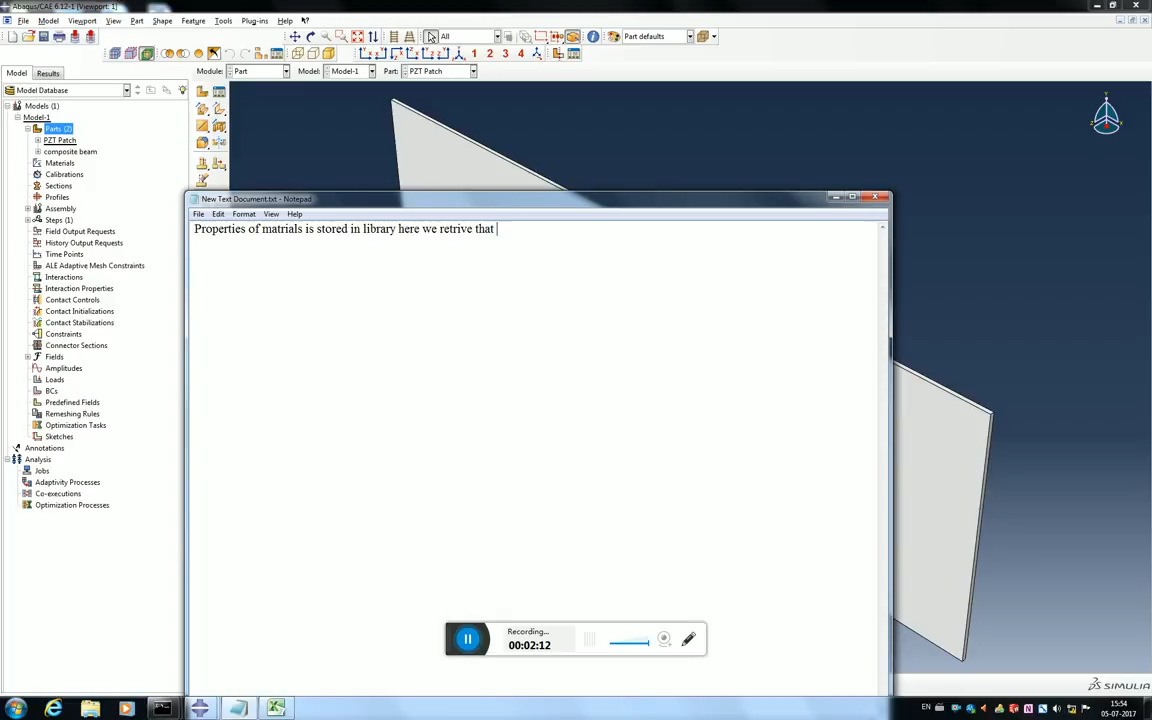 Abaqus/CAE 6.12-1 [Viewport: 1]
File Model Viewport View Part Shape Feature Tools Plug-ins Help
All
Part defaults
1 2 3 4
Model Results
Module: Part Model: Model-1 Part: PZT Patch
Model Database
Models (1)
Model-1
Parts (2)
PZT Patch
composite beam
Materials
Calibrations
Sections
Profiles
Assembly
Steps (1)
Field Output Requests
History Output Requests
Time Points
ALE Adaptive Mesh Constraints
Interactions
Interaction Properties
Contact Controls
Contact Initializations
Contact Stabilizations
Constraints
Connector Sections
Fields
Amplitudes
Loads
BCs
Predefined Fields
Remeshing Rules
Optimization Tasks
Sketches
Annotations
Analysis
Jobs
Adaptivity Processes
Co-executions
Optimization Processes
New Text Document.txt - Notepad
File Edit Format View Help
Properties of matrials is stored in library here we retrive that
Recording...
00:02:12
SIMULIA
EN
15:54
05-07-2017